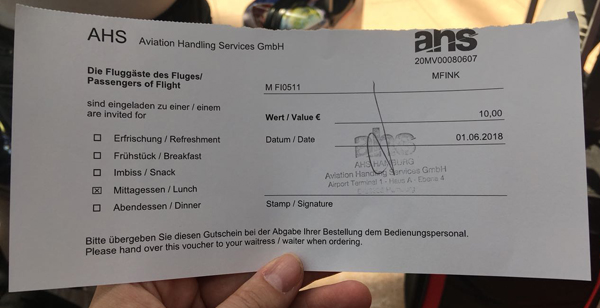 AHS Aviation Handling Services GmbH
ahs
20MV00080607
MFINK
Die Fluggäste des Fluges/
Passengers of Flight
M FI0511
sind eingeladen zu einer / einem
are invited for
Wert / Value € 10,00
Erfrischung / Refreshment
Datum / Date 01.06.2018
Frühstück / Breakfast
Imbiss / Snack
☒ Mittagessen / Lunch
Abendessen / Dinner
ahs
AHS HAMBURG
Aviation Handling Services GmbH
Airport Terminal 1 - Haus A - Ebene 4
Stamp / Signature
Bitte übergeben Sie diesen Gutschein bei der Abgabe Ihrer Bestellung dem Bedienungspersonal.
Please hand over this voucher to your waitress / waiter when ordering.